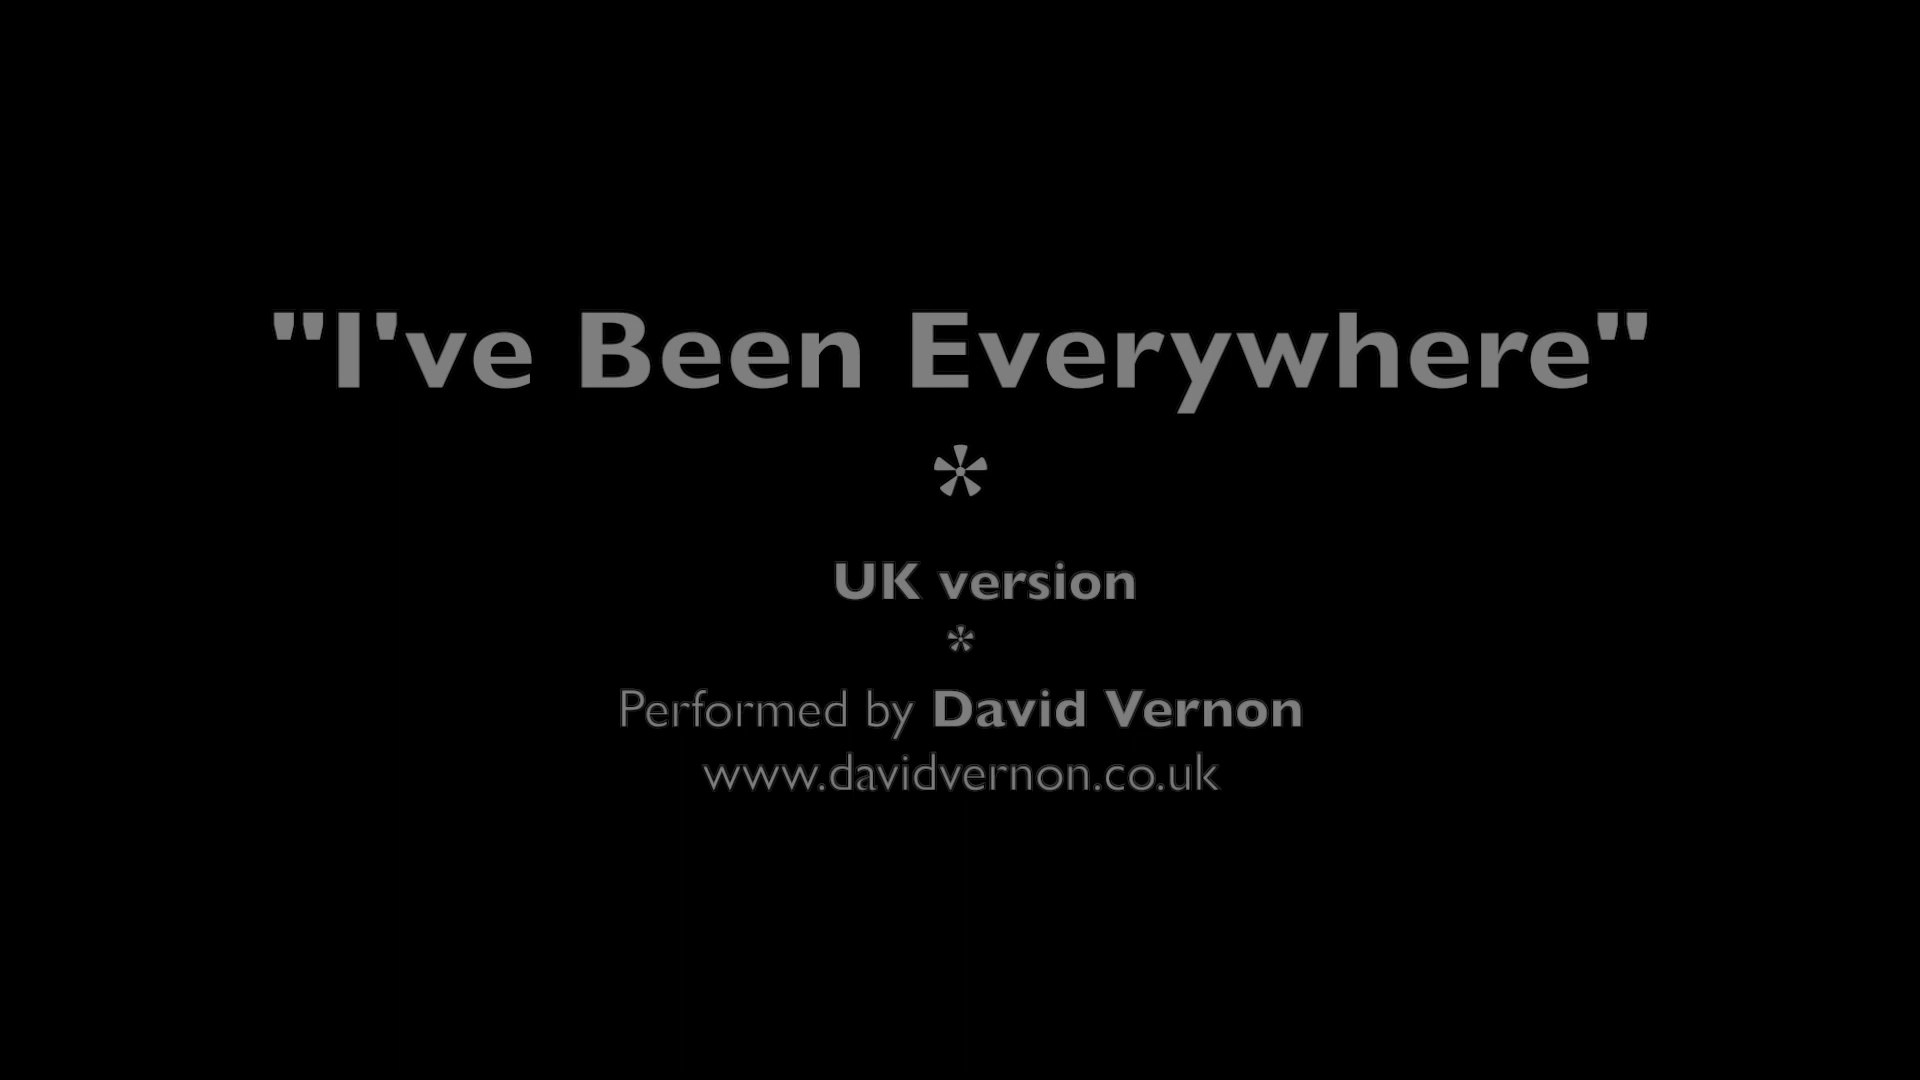 "I've Been Everywhere"
*
UK version
*
Performed by David Vernon
www.davidvernon.co.uk